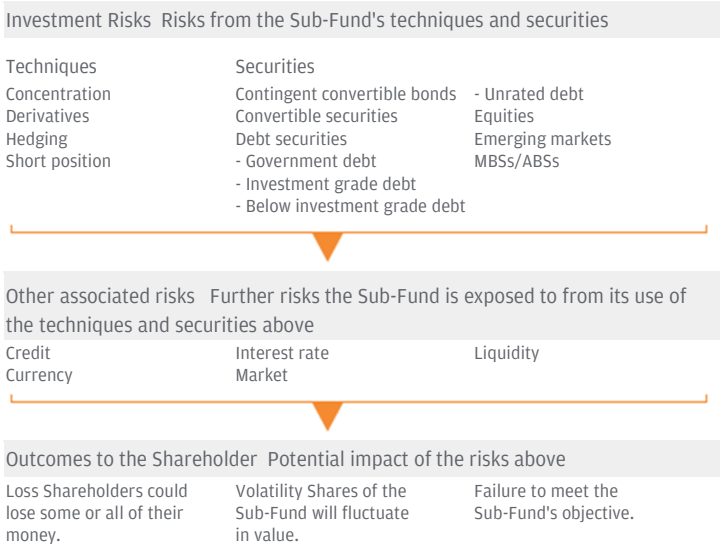 Investment Risks Risks from the Sub-Fund's techniques and securities
Techniques
Concentration
Derivatives
Hedging
Short position
Securities
Contingent convertible bonds
Convertible securities
Debt securities
- Government debt
- Investment grade debt
- Below investment grade debt
- Unrated debt
Equities
Emerging markets
MBSs/ABSs
Other associated risks Further risks the Sub-Fund is exposed to from its use of
the techniques and securities above
Credit
Currency
Interest rate
Market
Liquidity
Outcomes to the Shareholder Potential impact of the risks above
Loss Shareholders could
lose some or all of their
money.
Volatility Shares of the
Sub-Fund will fluctuate
in value.
Failure to meet the
Sub-Fund's objective.